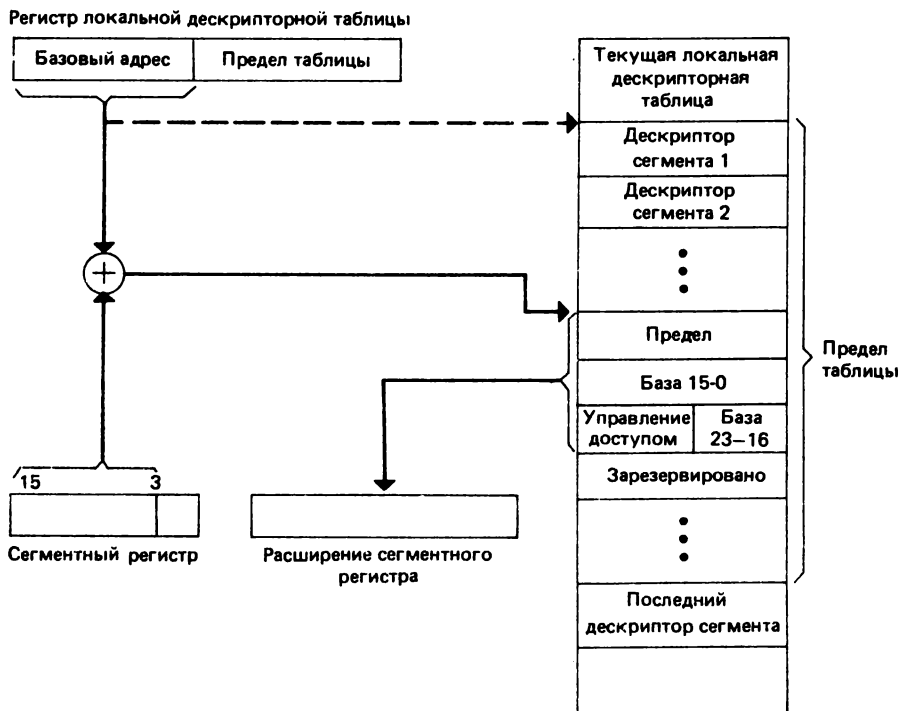 Регистр локальной дескрипторной таблицы
Базовый адрес
Предел таблицы
Текущая локальная
дескрипторная
таблица
Дескриптор
сегмента 1
Дескриптор
сегмента 2
Предел
База 15-0
Управление
доступом
База
23–16
Зарезервировано
Последний
дескриптор сегмента
Предел
таблицы
15
3
Сегментный регистр
Расширение сегментного
регистра